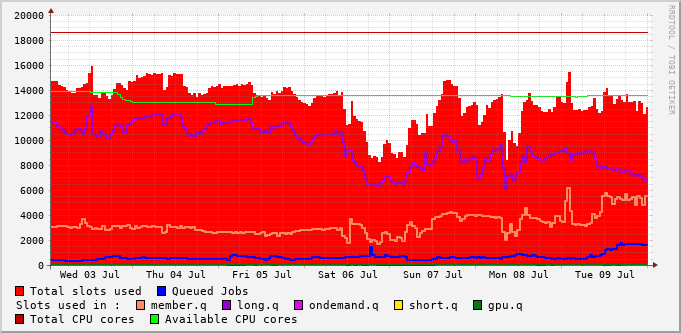 20000
18000
16000
14000
12000
10000
8000
6000
4000
2000
0
Wed 03 Jul Thu 04 Jul Fri 05 Jul Sat 06 Jul Sun 07 Jul Mon 08 Jul Tue 09 Jul
Total slots used Queued Jobs
Slots used in : member.q long.q ondemand.q short.q gpu.q
Total CPU cores Available CPU cores
RRDTOOL / TOBI OETIKER